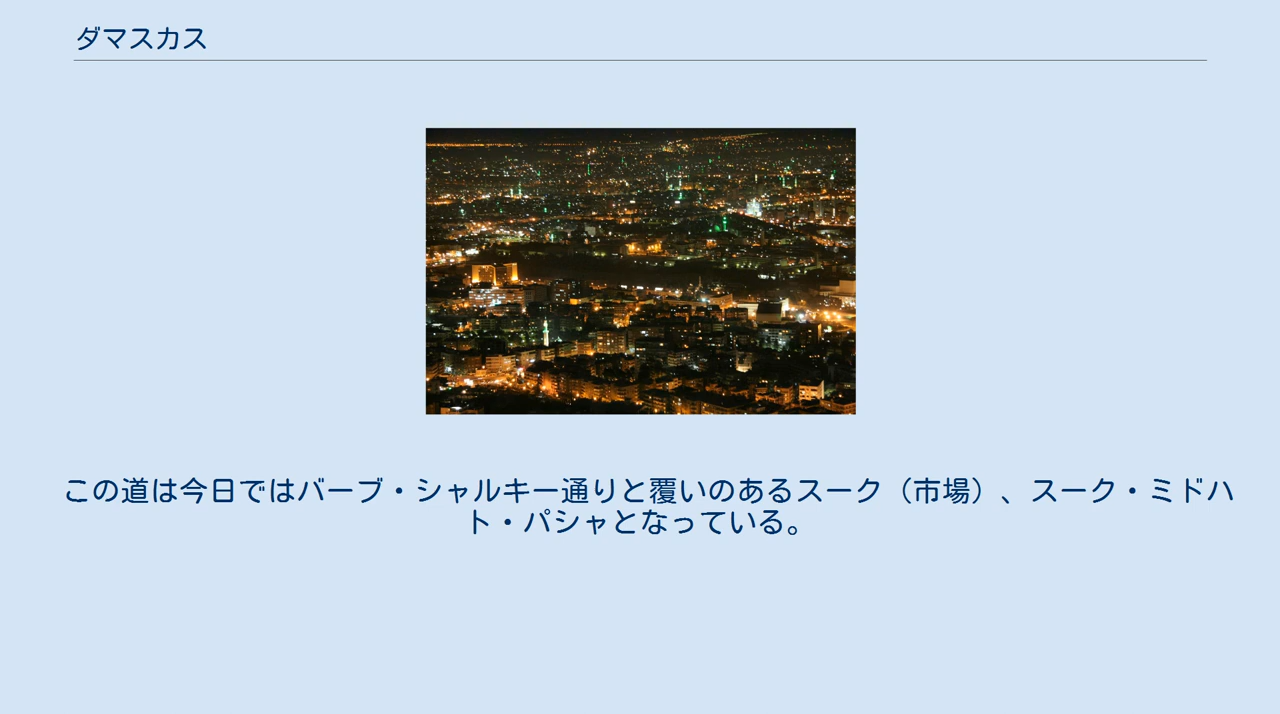 ダマスカス
この道は今日ではバーブ・シャルキー通りと覆いのあるスーク（市場）、スーク・ミドハ
ト・パシャとなっている。